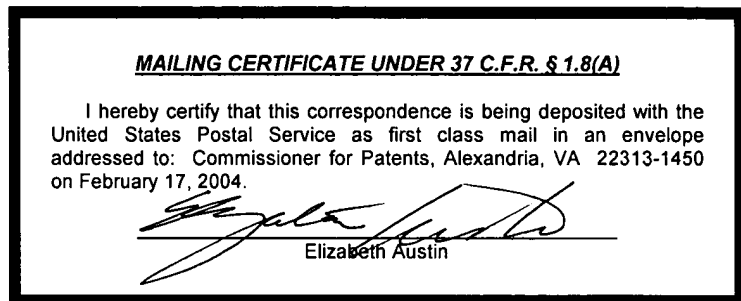 MAILING CERTIFICATE UNDER 37 C.F.R. § 1.8(A)
I hereby certify that this correspondence is being deposited with the
United States Postal Service as first class mail in an envelope
addressed to: Commissioner for Patents, Alexandria, VA 22313-1450
on February 17, 2004.
Elizabeth Austin
Elizabeth Austin